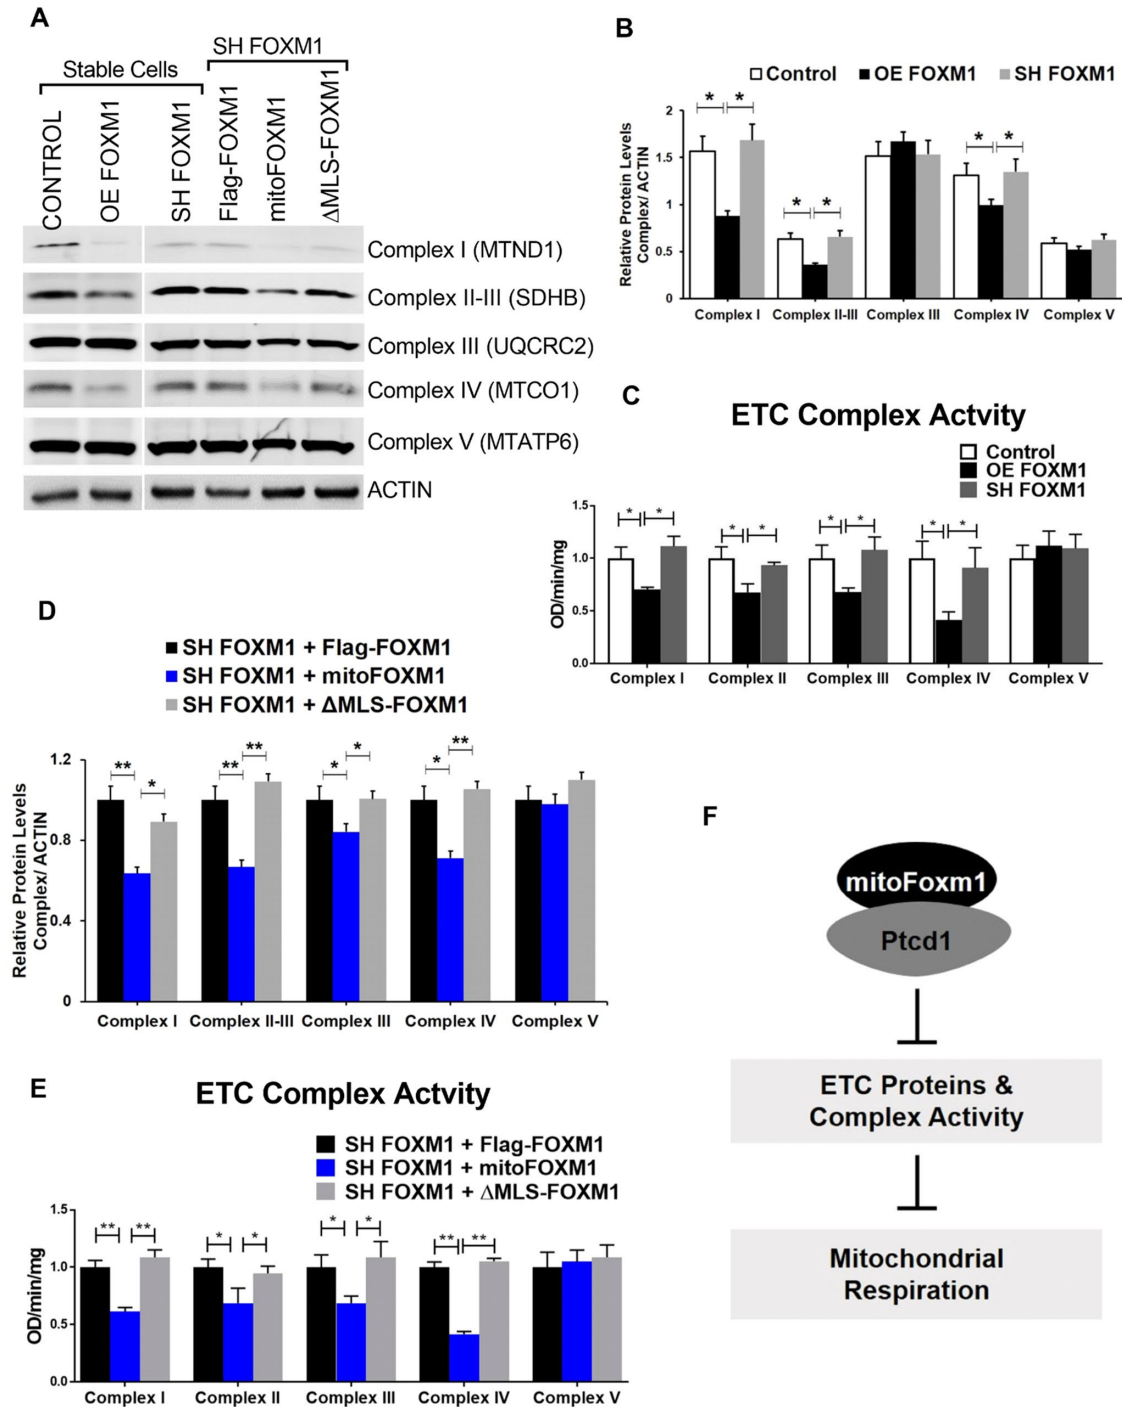 A
SH FOXM1
Stable Cells
CONTROL
OE FOXM1
SH FOXM1
Flag-FOXM1
mitoFOXM1
ΔMLS-FOXM1
Complex I (MTND1)
Complex II-III (SDHB)
Complex III (UQCRC2)
Complex IV (MTCO1)
Complex V (MTATP6)
ACTIN
B
Control OE FOXM1 SH FOXM1
Relative Protein Levels
Complex/ ACTIN
2
1.5
1
0.5
0
* *
* *
* *
Complex I Complex II-III Complex III Complex IV Complex V
C
ETC Complex Actvity
Control
OE FOXM1
SH FOXM1
OD/min/mg
1.5
1.0
0.5
0.0
* *
* *
* *
* *
Complex I Complex II Complex III Complex IV Complex V
D
SH FOXM1 + Flag-FOXM1
SH FOXM1 + mitoFOXM1
SH FOXM1 + ΔMLS-FOXM1
Relative Protein Levels
Complex/ ACTIN
1.2
0.8
0.4
0
** *
** **
* *
* **
Complex I Complex II-III Complex III Complex IV Complex V
E
ETC Complex Actvity
SH FOXM1 + Flag-FOXM1
SH FOXM1 + mitoFOXM1
SH FOXM1 + ΔMLS-FOXM1
OD/min/mg
1.5
1.0
0.5
0.0
** **
* *
* *
** **
Complex I Complex II Complex III Complex IV Complex V
F
mitoFoxm1
Ptcd1
ETC Proteins &
Complex Activity
Mitochondrial
Respiration